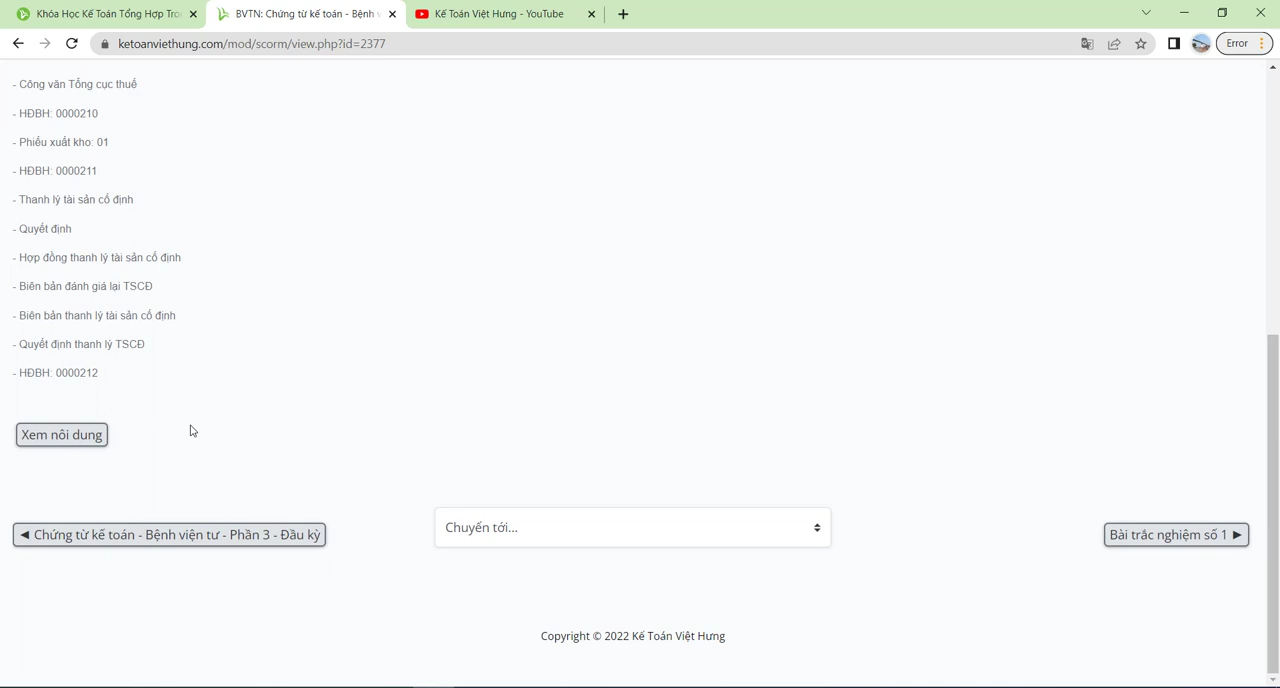 Khóa Học Kế Toán Tổng Hợp Tro
BVTN: Chứng từ kế toán - Bệnh v
Kế Toán Việt Hưng - YouTube
ketoanviethung.com/mod/scorm/view.php?id=2377
Error
- Công văn Tổng cục thuế
- HĐBH: 0000210
- Phiếu xuất kho: 01
- HĐBH: 0000211
- Thanh lý tài sản cố định
- Quyết định
- Hợp đồng thanh lý tài sản cố định
- Biên bản đánh giá lại TSCĐ
- Biên bản thanh lý tài sản cố định
- Quyết định thanh lý TSCĐ
- HĐBH: 0000212
Xem nôi dung
◄ Chứng từ kế toán - Bệnh viện tư - Phần 3 - Đầu kỳ
Chuyển tới...
Bài trắc nghiệm số 1 ►
Copyright © 2022 Kế Toán Việt Hưng